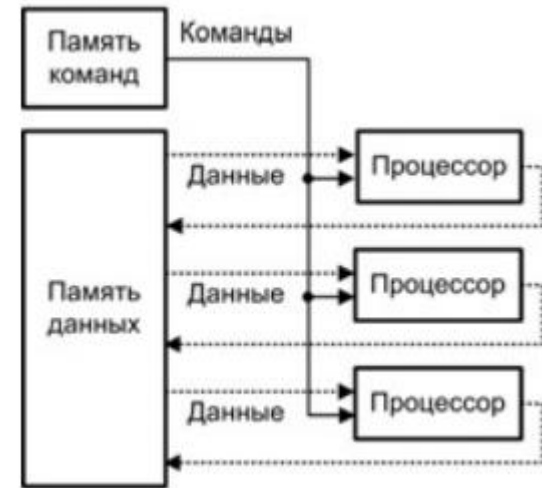 Память
команд
Команды
Данные
Процессор
Память
данных
Данные
Процессор
Данные
Процессор